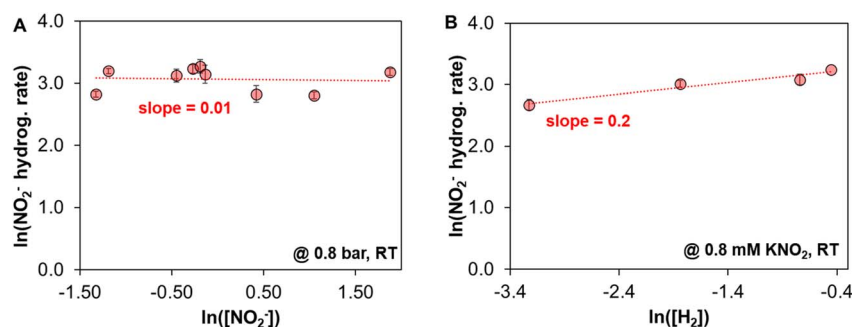 A
4.0
3.0
2.0
1.0
0.0
ln(NO₂⁻ hydrog. rate)
slope = 0.01
@ 0.8 bar, RT
-1.50 -0.50 0.50 1.50
ln([NO₂⁻])
B
4.0
3.0
2.0
1.0
0.0
ln(NO₂⁻ hydrog. rate)
slope = 0.2
@ 0.8 mM KNO₂, RT
-3.4 -2.4 -1.4 -0.4
ln([H₂])